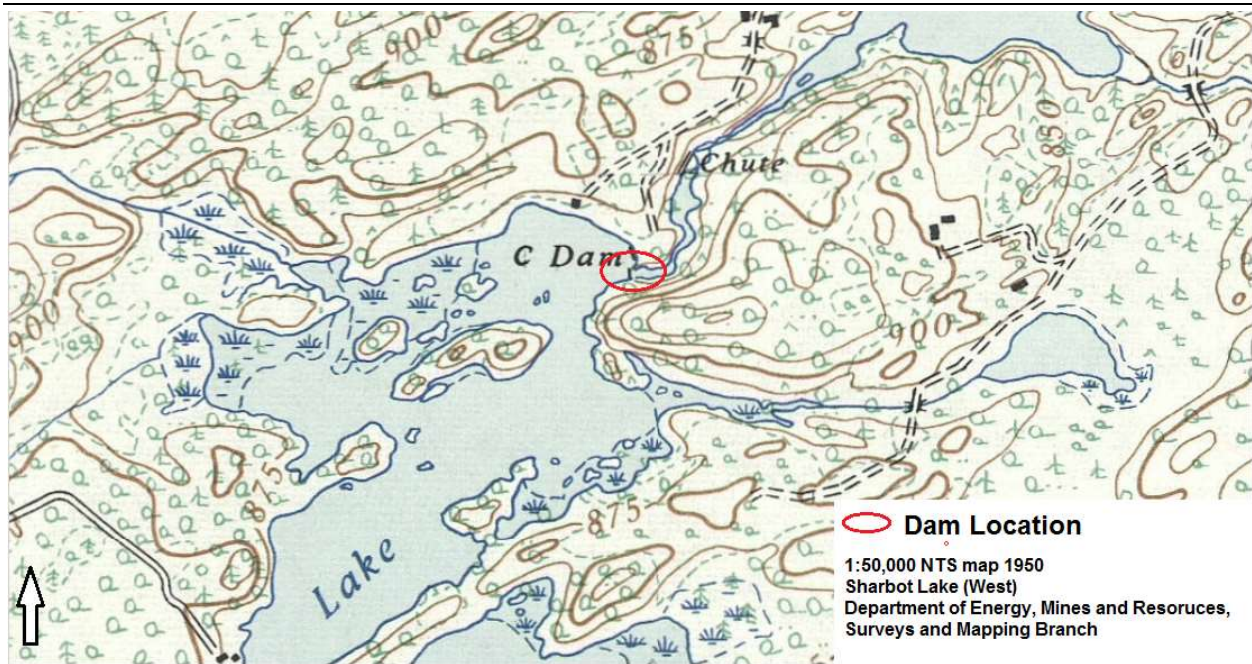 900
875
850
Chute
C Dam
900
900
875
875
Lake
Dam Location
1:50,000 NTS map 1950
Sharbot Lake (West)
Department of Energy, Mines and Resoruces,
Surveys and Mapping Branch